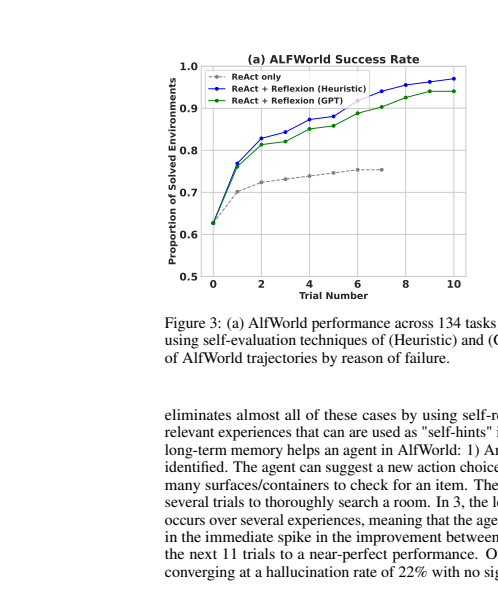 (a) ALFWorld Success Rate
ReAct only
ReAct + Reflexion (Heuristic)
ReAct + Reflexion (GPT)
Proportion of Solved Environments
1.0
0.9
0.8
0.7
0.6
0.5
0 2 4 6 8 10
Trial Number
Figure 3: (a) AlfWorld performance across 134 tasks
using self-evaluation techniques of (Heuristic) and (
of AlfWorld trajectories by reason of failure.
eliminates almost all of these cases by using self-r
relevant experiences that can are used as "self-hints" i
long-term memory helps an agent in AlfWorld: 1) A
identified. The agent can suggest a new action choice
many surfaces/containers to check for an item. The
several trials to thoroughly search a room. In 3, the l
occurs over several experiences, meaning that the age
in the immediate spike in the improvement between
the next 11 trials to a near-perfect performance. O
converging at a hallucination rate of 22% with no sig